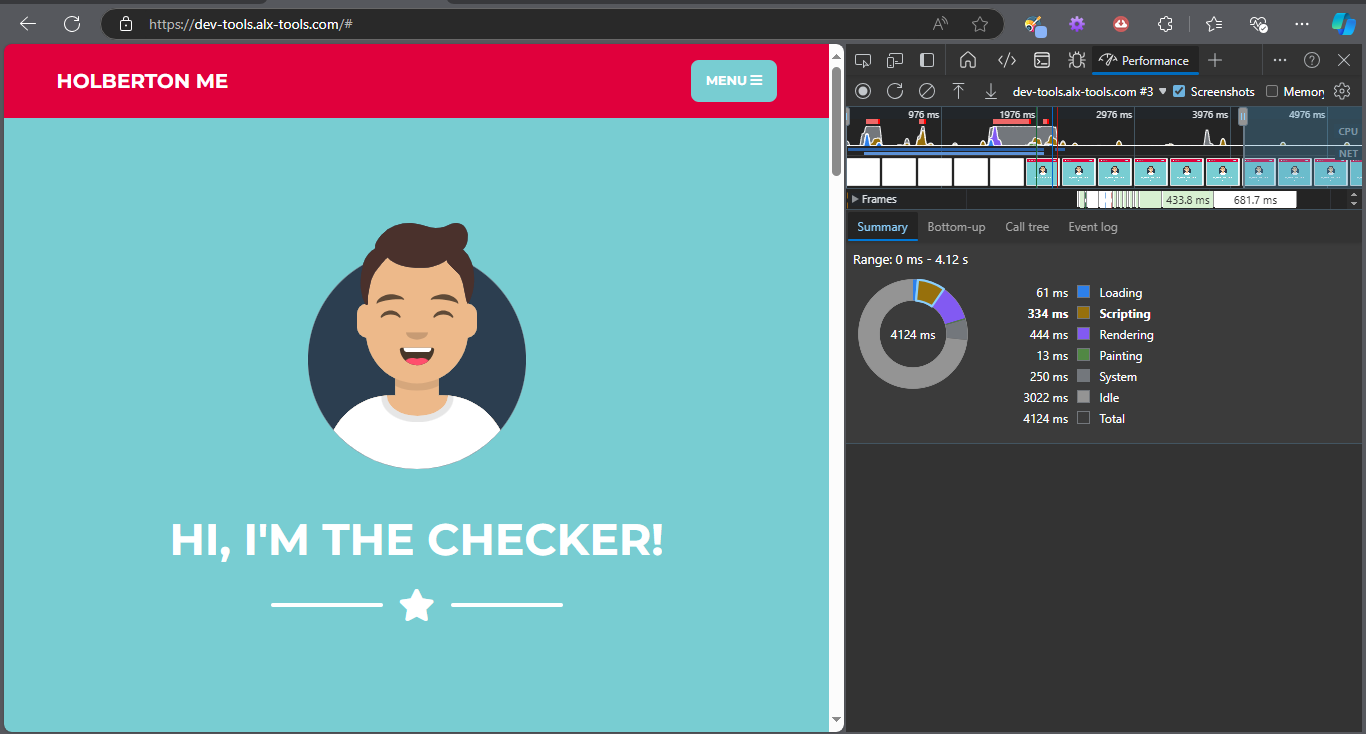 https://dev-tools.alx-tools.com/#
HOLBERTON ME
MENU
HI, I'M THE CHECKER!
Performance
dev-tools.alx-tools.com #3
Screenshots
Memory
976 ms
1976 ms
2976 ms
3976 ms
4976 ms
CPU
NET
Frames
433.8 ms
681.7 ms
Summary
Bottom-up
Call tree
Event log
Range: 0 ms - 4.12 s
4124 ms
61 ms Loading
334 ms Scripting
444 ms Rendering
13 ms Painting
250 ms System
3022 ms Idle
4124 ms Total